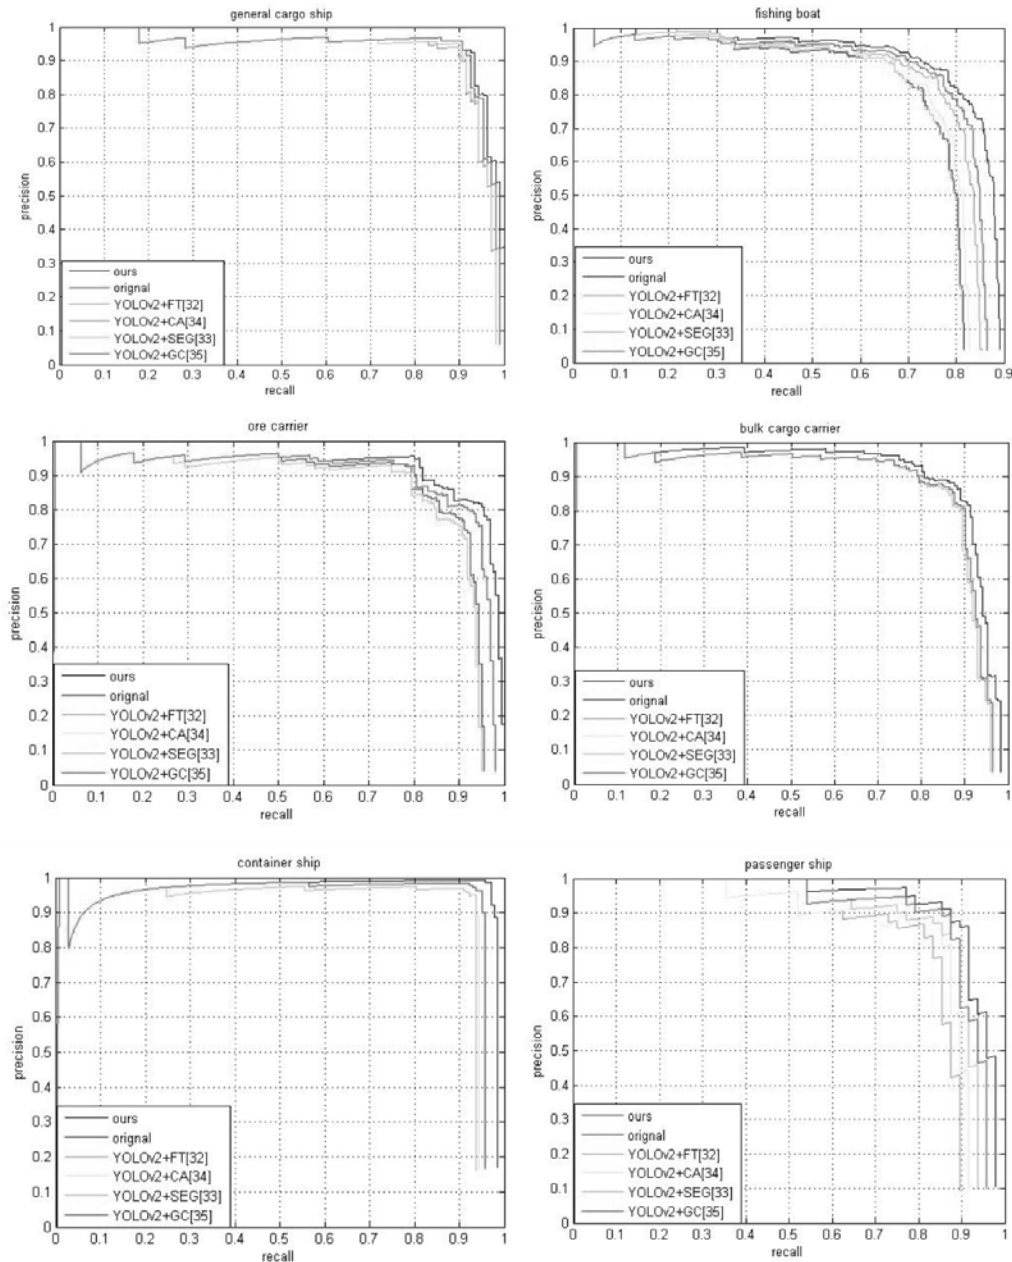 general cargo ship
1
0.9
0.8
0.7
0.6
0.5
0.4
0.3
0.2
0.1
0
precision
ours
orignal
YOLOv2+FT[32]
YOLOv2+CA[34]
YOLOv2+SEG[33]
YOLOv2+GC[35]
0 0.1 0.2 0.3 0.4 0.5 0.6 0.7 0.8 0.9 1
recall
fishing boat
1
0.9
0.8
0.7
0.6
0.5
0.4
0.3
0.2
0.1
0
precision
ours
orignal
YOLOv2+FT[32]
YOLOv2+CA[34]
YOLOv2+SEG[33]
YOLOv2+GC[35]
0 0.1 0.2 0.3 0.4 0.5 0.6 0.7 0.8 0.9
recall
ore carrier
1
0.9
0.8
0.7
0.6
0.5
0.4
0.3
0.2
0.1
0
precision
ours
orignal
YOLOv2+FT[32]
YOLOv2+CA[34]
YOLOv2+SEG[33]
YOLOv2+GC[35]
0 0.1 0.2 0.3 0.4 0.5 0.6 0.7 0.8 0.9 1
recall
bulk cargo carrier
1
0.9
0.8
0.7
0.6
0.5
0.4
0.3
0.2
0.1
0
precision
ours
orignal
YOLOv2+FT[32]
YOLOv2+CA[34]
YOLOv2+SEG[33]
YOLOv2+GC[35]
0 0.1 0.2 0.3 0.4 0.5 0.6 0.7 0.8 0.9 1
recall
container ship
1
0.9
0.8
0.7
0.6
0.5
0.4
0.3
0.2
0.1
0
precision
ours
orignal
YOLOv2+FT[32]
YOLOv2+CA[34]
YOLOv2+SEG[33]
YOLOv2+GC[35]
0 0.1 0.2 0.3 0.4 0.5 0.6 0.7 0.8 0.9 1
recall
passenger ship
1
0.9
0.8
0.7
0.6
0.5
0.4
0.3
0.2
0.1
0
precision
ours
orignal
YOLOv2+FT[32]
YOLOv2+CA[34]
YOLOv2+SEG[33]
YOLOv2+GC[35]
0 0.1 0.2 0.3 0.4 0.5 0.6 0.7 0.8 0.9 1
recall